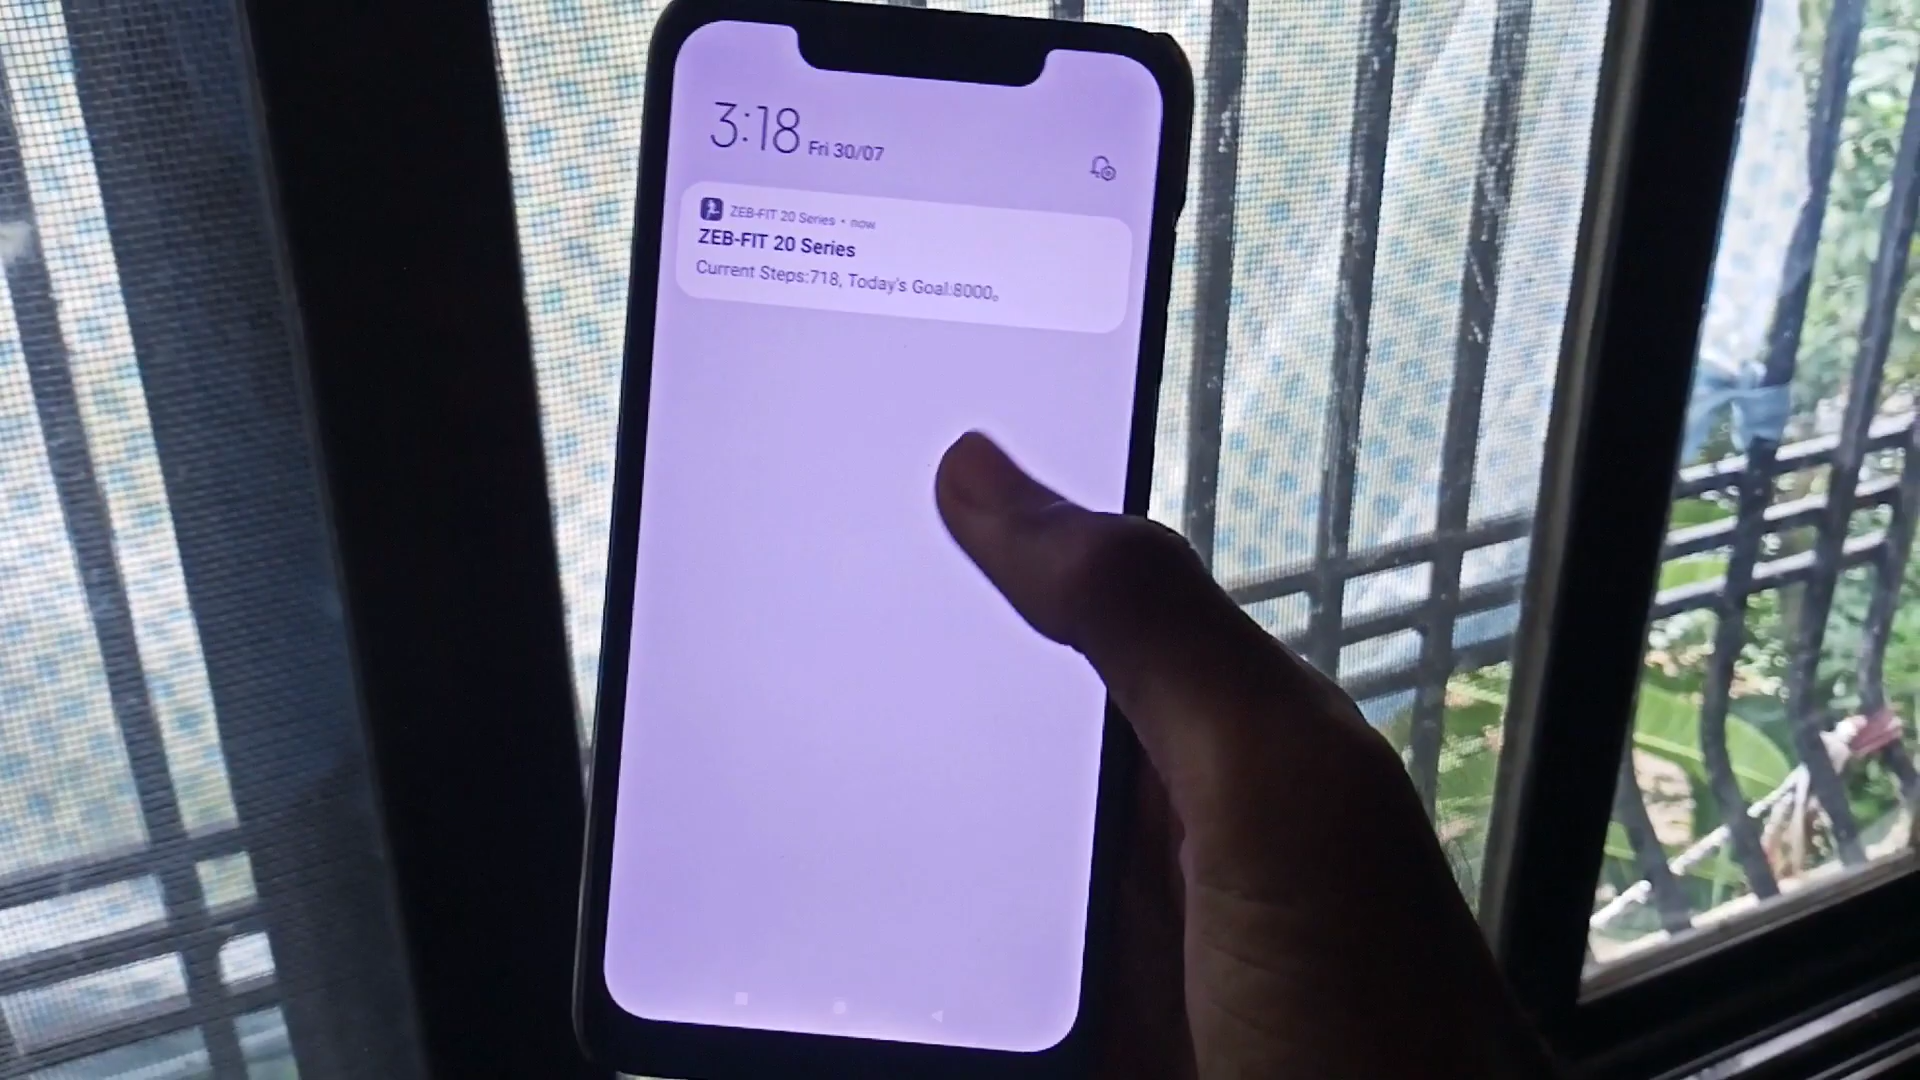 3:18 Fri 30/07
ZEB-FIT 20 Series • now
ZEB-FIT 20 Series
Current Steps:718, Today's Goal:8000。